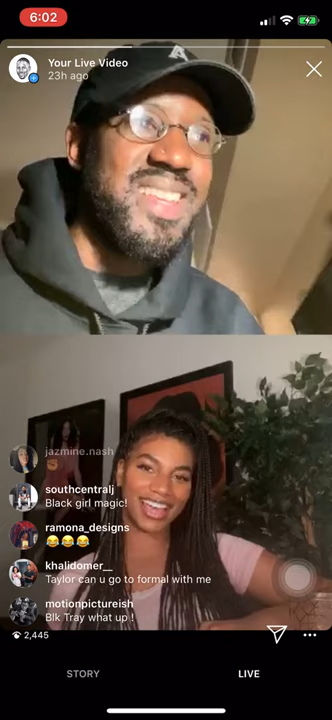 6:02
Your Live Video
23h ago
A
jazmine.nash
southcentralj
Black girl magic!
ramona_designs
😂😂😂
khalidomer__
Taylor can u go to formal with me
motionpictureish
Blk Tray what up !
2,445
STORY
LIVE